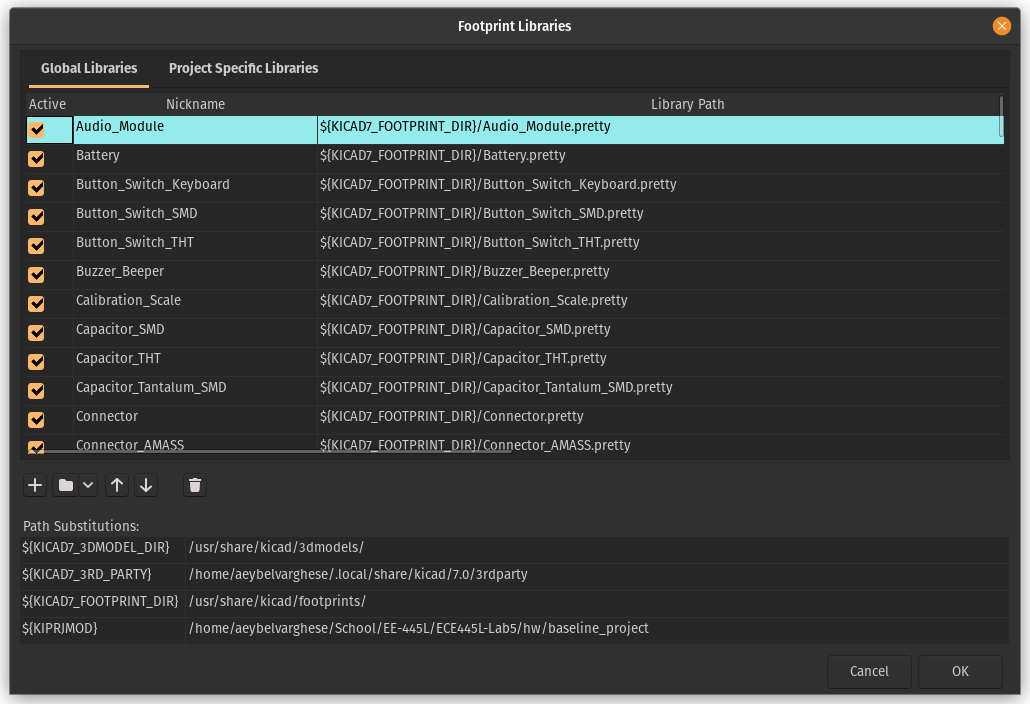 Footprint Libraries
Global Libraries Project Specific Libraries
Active Nickname Library Path
Audio_Module ${KICAD7_FOOTPRINT_DIR}/Audio_Module.pretty
Battery ${KICAD7_FOOTPRINT_DIR}/Battery.pretty
Button_Switch_Keyboard ${KICAD7_FOOTPRINT_DIR}/Button_Switch_Keyboard.pretty
Button_Switch_SMD ${KICAD7_FOOTPRINT_DIR}/Button_Switch_SMD.pretty
Button_Switch_THT ${KICAD7_FOOTPRINT_DIR}/Button_Switch_THT.pretty
Buzzer_Beeper ${KICAD7_FOOTPRINT_DIR}/Buzzer_Beeper.pretty
Calibration_Scale ${KICAD7_FOOTPRINT_DIR}/Calibration_Scale.pretty
Capacitor_SMD ${KICAD7_FOOTPRINT_DIR}/Capacitor_SMD.pretty
Capacitor_THT ${KICAD7_FOOTPRINT_DIR}/Capacitor_THT.pretty
Capacitor_Tantalum_SMD ${KICAD7_FOOTPRINT_DIR}/Capacitor_Tantalum_SMD.pretty
Connector ${KICAD7_FOOTPRINT_DIR}/Connector.pretty
Connector_AMASS ${KICAD7_FOOTPRINT_DIR}/Connector_AMASS.pretty
Path Substitutions:
${KICAD7_3DMODEL_DIR} /usr/share/kicad/3dmodels/
${KICAD7_3RD_PARTY} /home/aeybelvarghese/.local/share/kicad/7.0/3rdparty
${KICAD7_FOOTPRINT_DIR} /usr/share/kicad/footprints/
${KIPRJMOD} /home/aeybelvarghese/School/EE-445L/ECE445L-Lab5/hw/baseline_project
Cancel OK